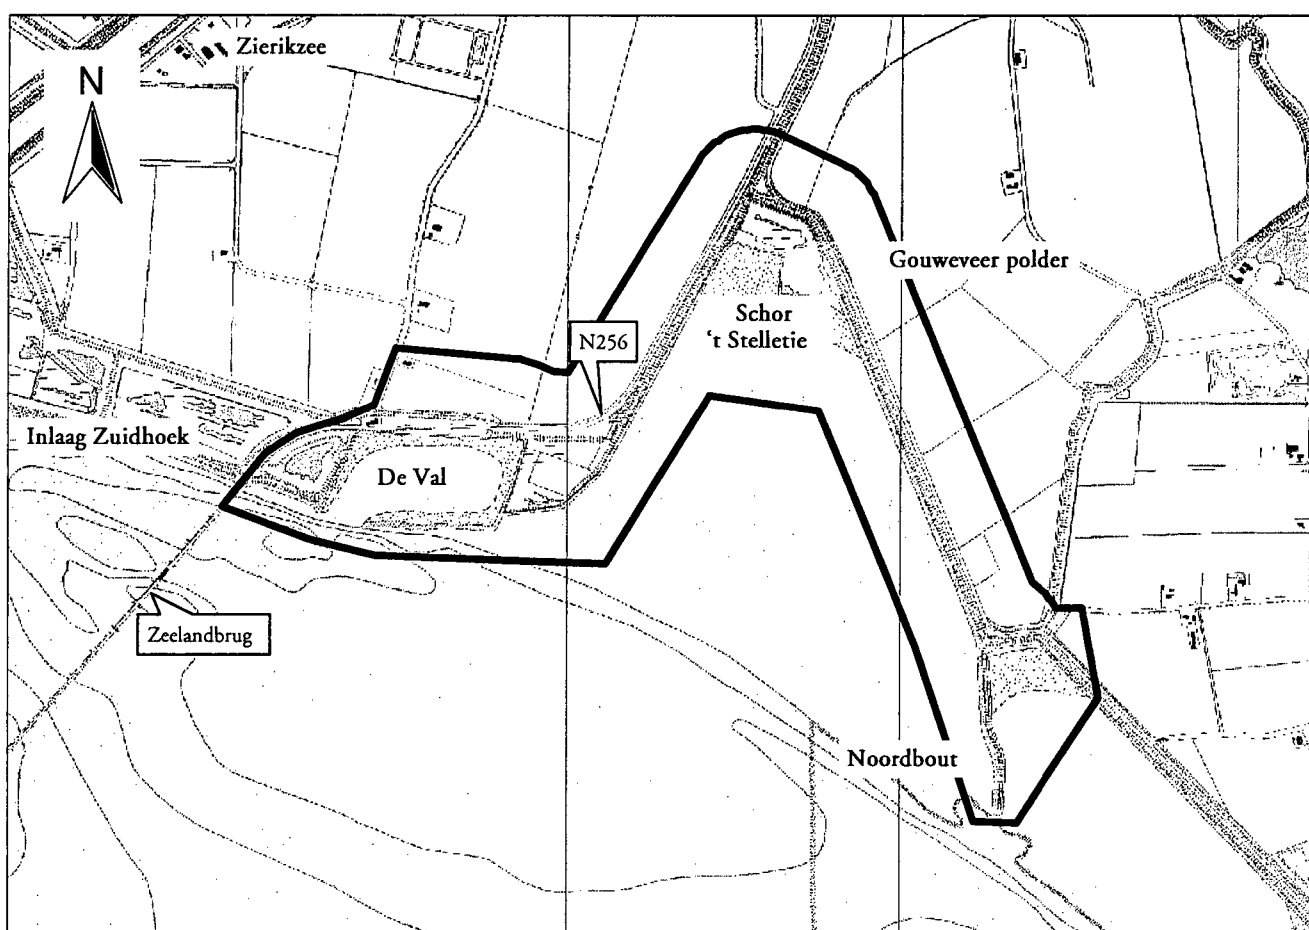 Zierikzee
N
Gouweveer polder
Schor
't Stelletie
N256
Inlaag Zuidhoek
De Val
Zeelandbrug
Noordbout